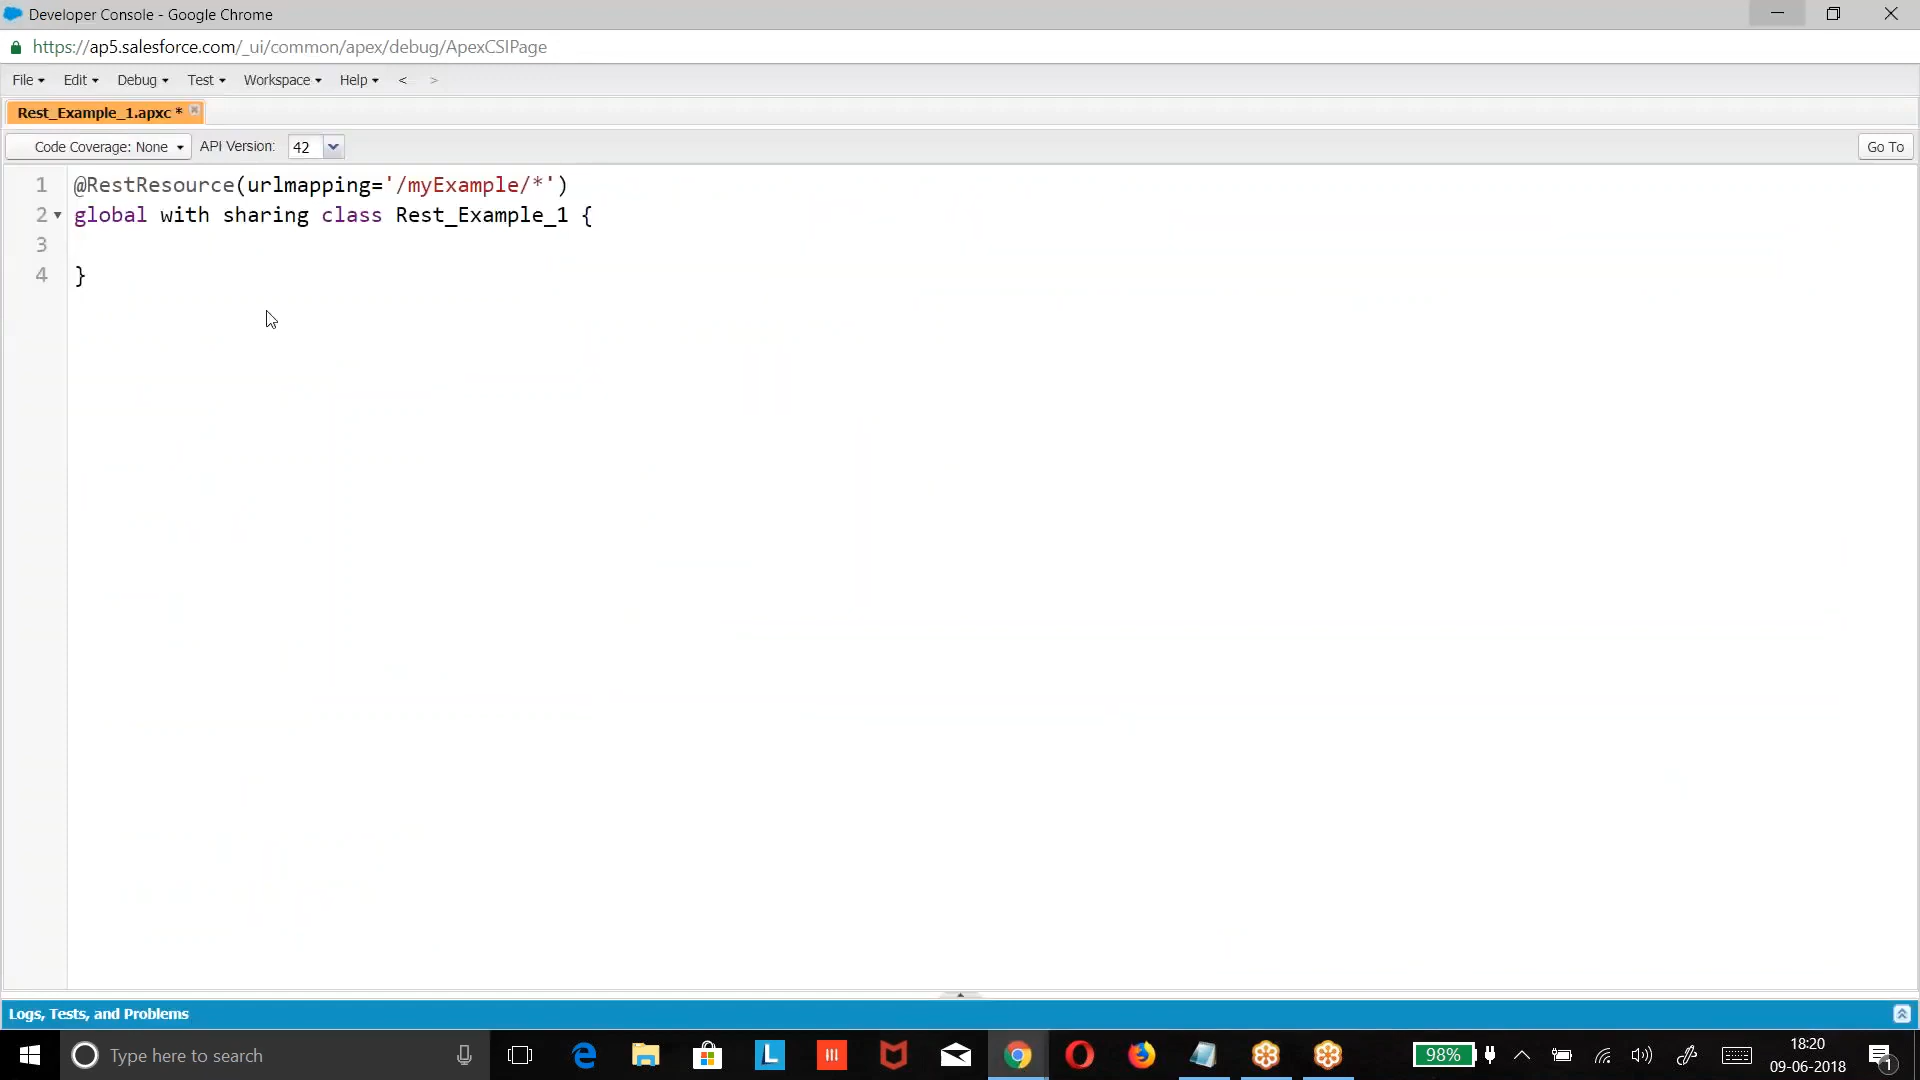 Developer Console - Google Chrome
https://ap5.salesforce.com/_ui/common/apex/debug/ApexCSIPage
File Edit Debug Test Workspace Help < >
Rest_Example_1.apxc *
Code Coverage: None API Version: 42 Go To
1 @RestResource(urlmapping='/myExample/*')
2 global with sharing class Rest_Example_1 {
3
4 }
Logs, Tests, and Problems
Type here to search
98%
18:20
09-06-2018
1